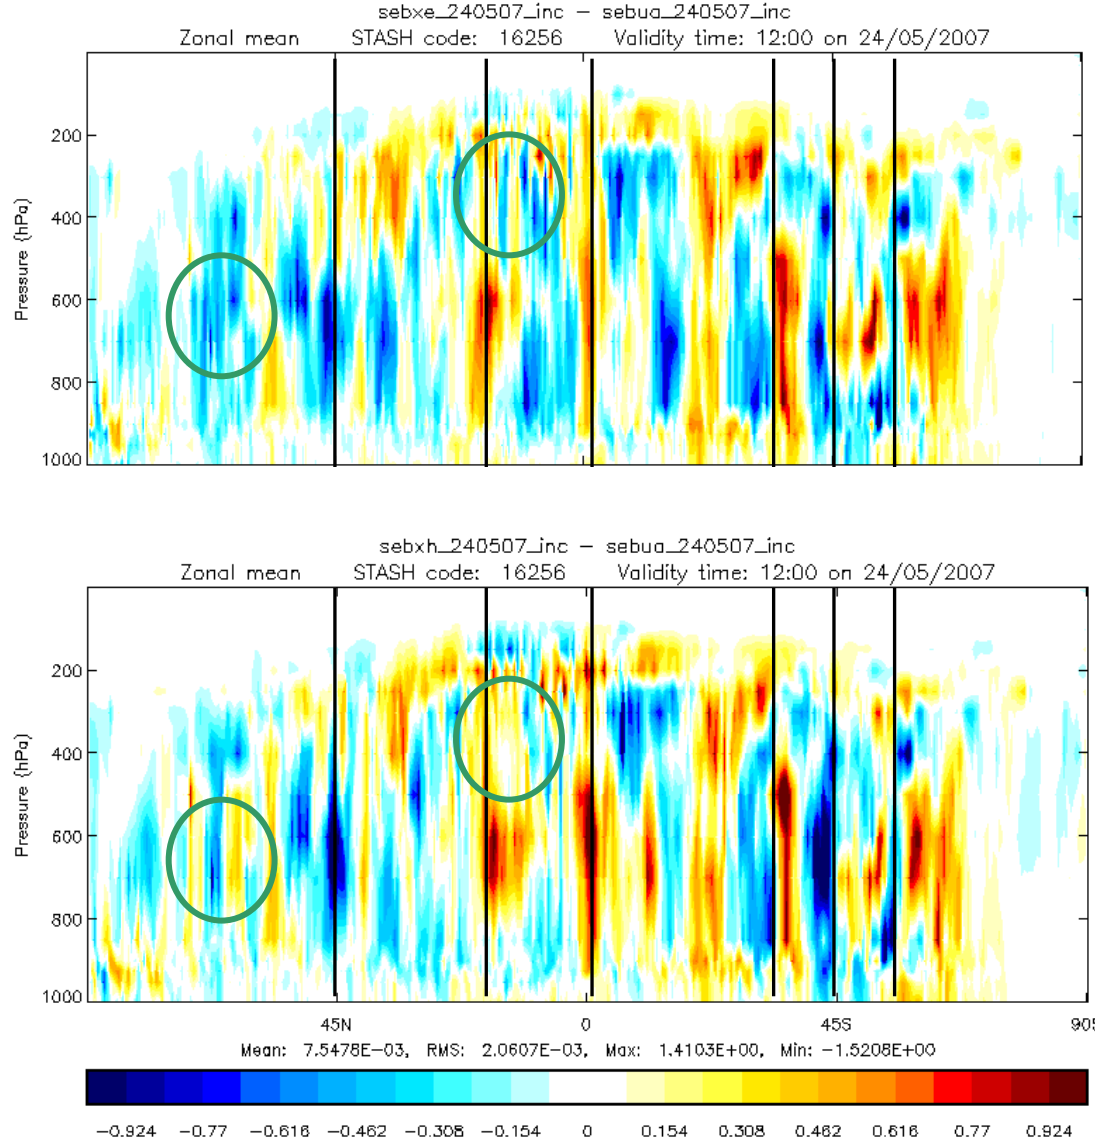 sebxe_240507_inc – sebua_240507_inc
Zonal mean STASH code: 16256 Validity time: 12:00 on 24/05/2007
Pressure (hPa)
200
400
600
800
1000
sebxh_240507_inc – sebua_240507_inc
Zonal mean STASH code: 16256 Validity time: 12:00 on 24/05/2007
Pressure (hPa)
200
400
600
800
1000
45N 0 45S 90S
Mean: 7.5478E–03, RMS: 2.0607E–03, Max: 1.4103E+00, Min: –1.5208E+00
–0.924 –0.77 –0.616 –0.462 –0.308 –0.154 0 0.154 0.308 0.462 0.616 0.77 0.924